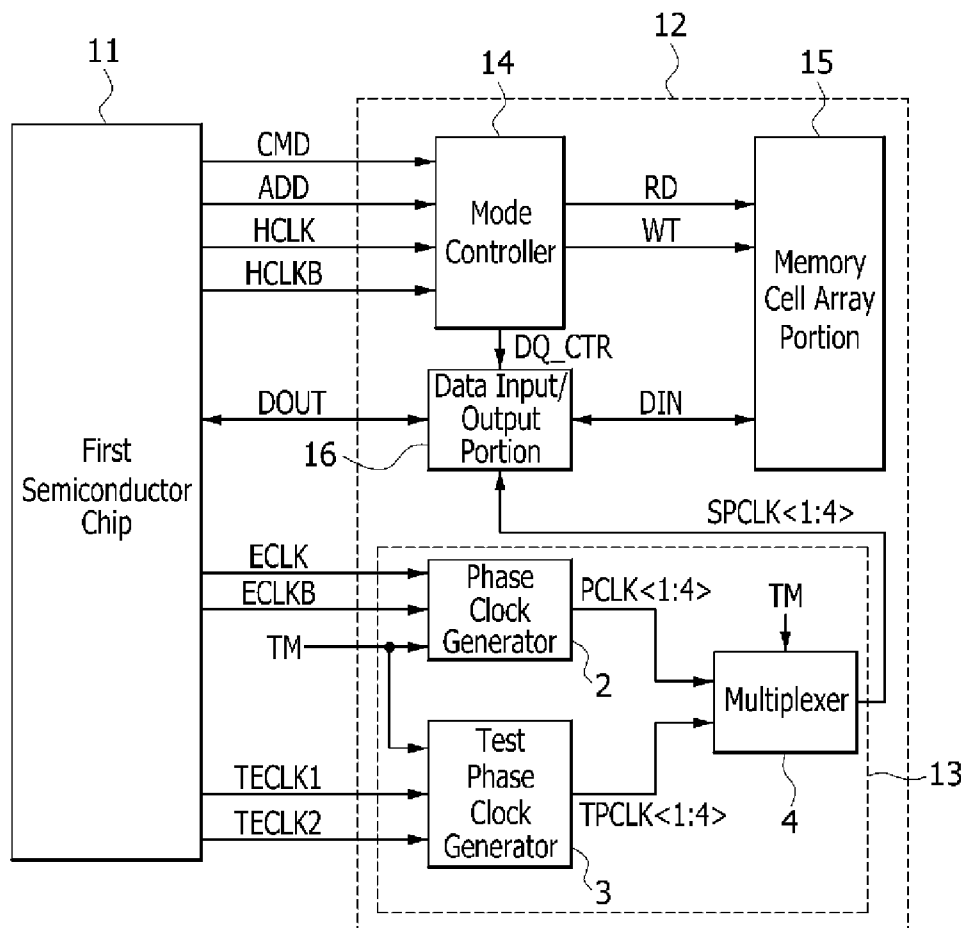 11
12
14
15
CMD
ADD
HCLK
HCLKB
Mode
Controller
RD
WT
Memory
Cell Array
Portion
DQ_CTR
DOUT
Data Input/
Output
Portion
16
DIN
First
Semiconductor
Chip
SPCLK<1:4>
ECLK
ECLKB
TM
Phase
Clock
Generator
2
PCLK<1:4>
TM
Multiplexer
4
13
TECLK1
TECLK2
Test
Phase
Clock
Generator
3
TPCLK<1:4>